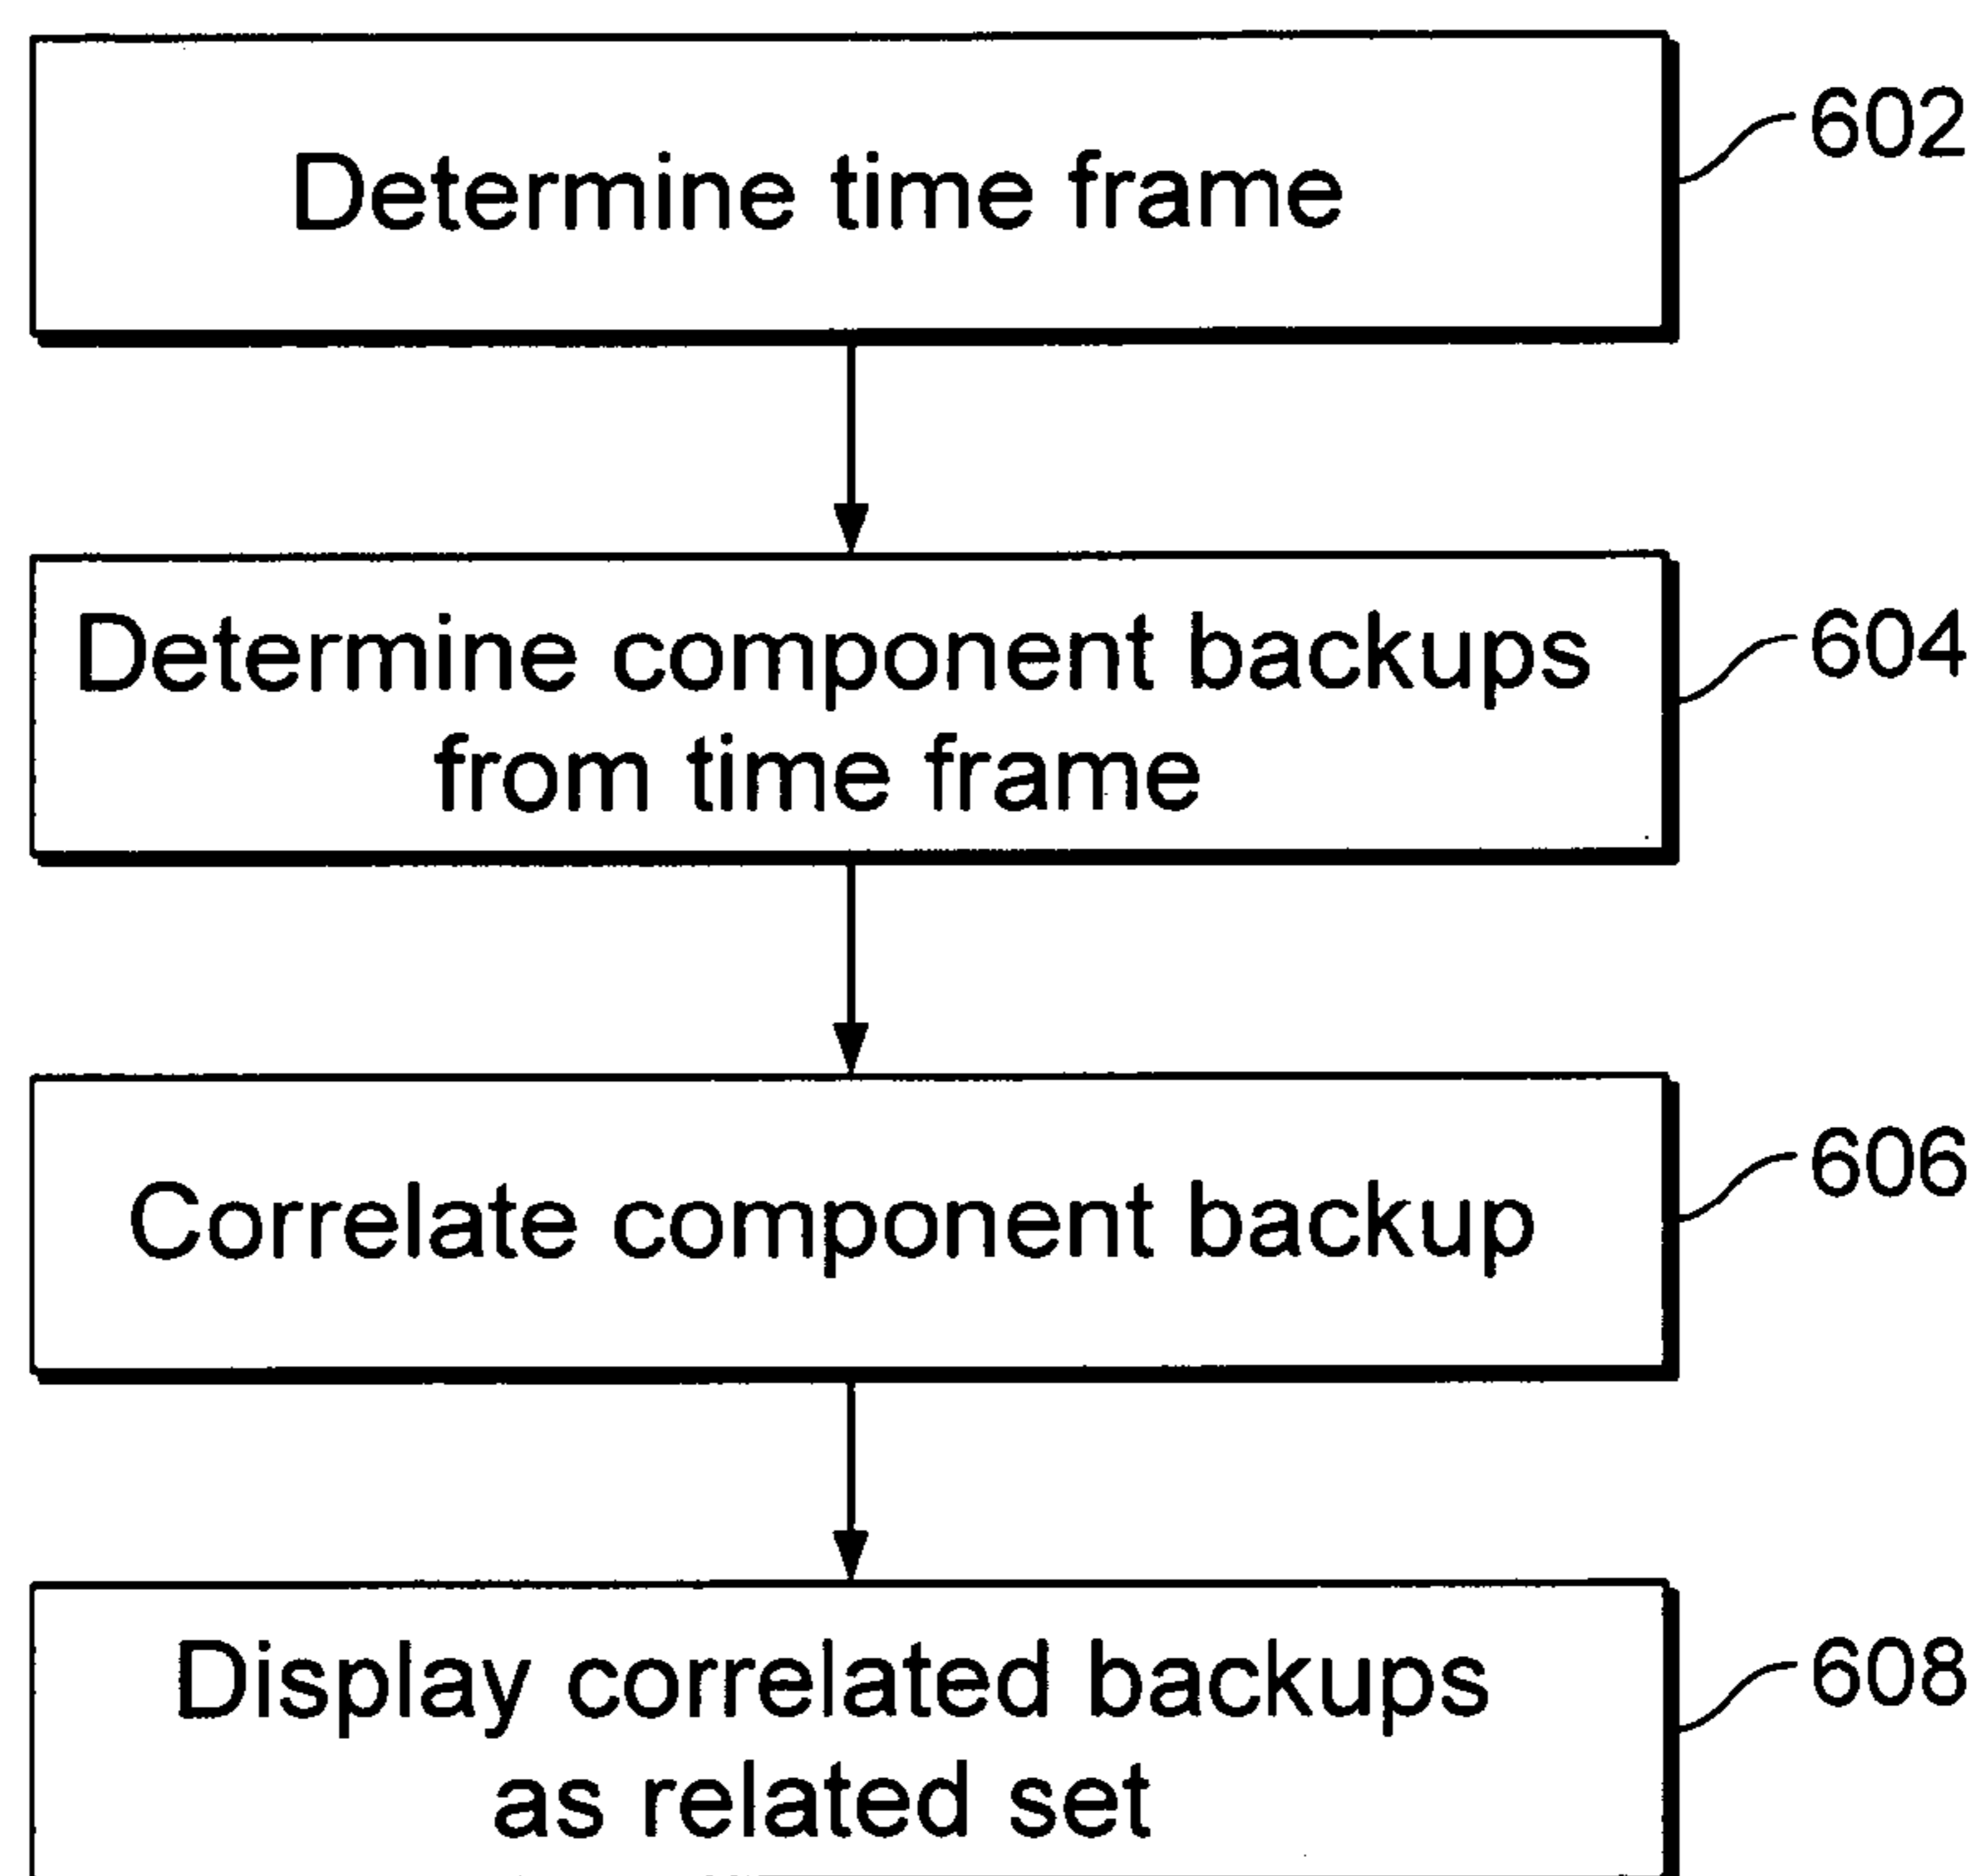 Determine time frame
602
Determine component backups
from time frame
604
Correlate component backup
606
Display correlated backups
as related set
608